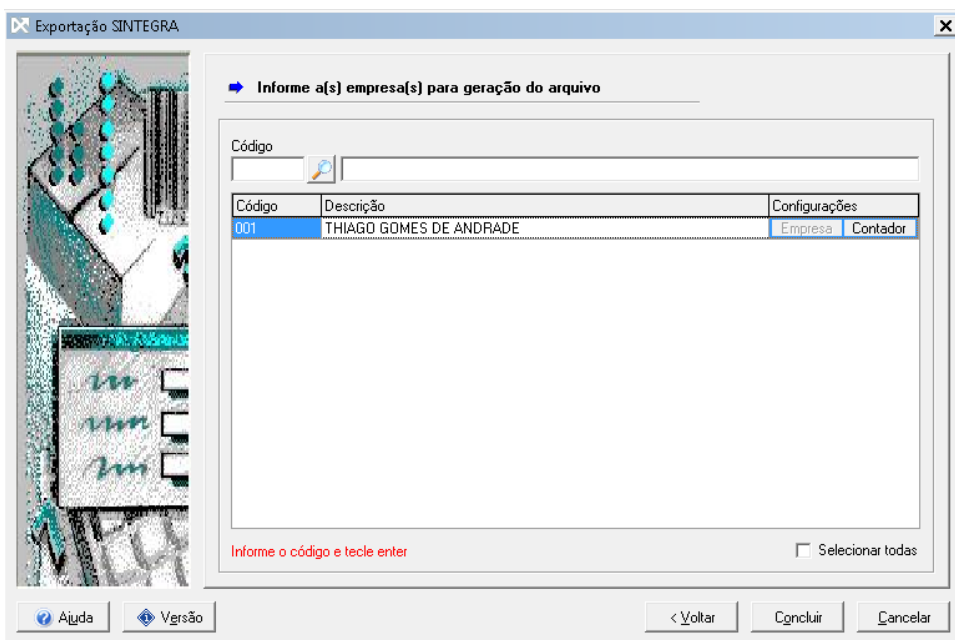 Exportação SINTEGRA
Informe a(s) empresa(s) para geração do arquivo
Código
Código Descrição Configurações
001 THIAGO GOMES DE ANDRADE Empresa Contador
Informe o código e tecle enter Selecionar todas
Ajuda Versão < Voltar Concluir Cancelar